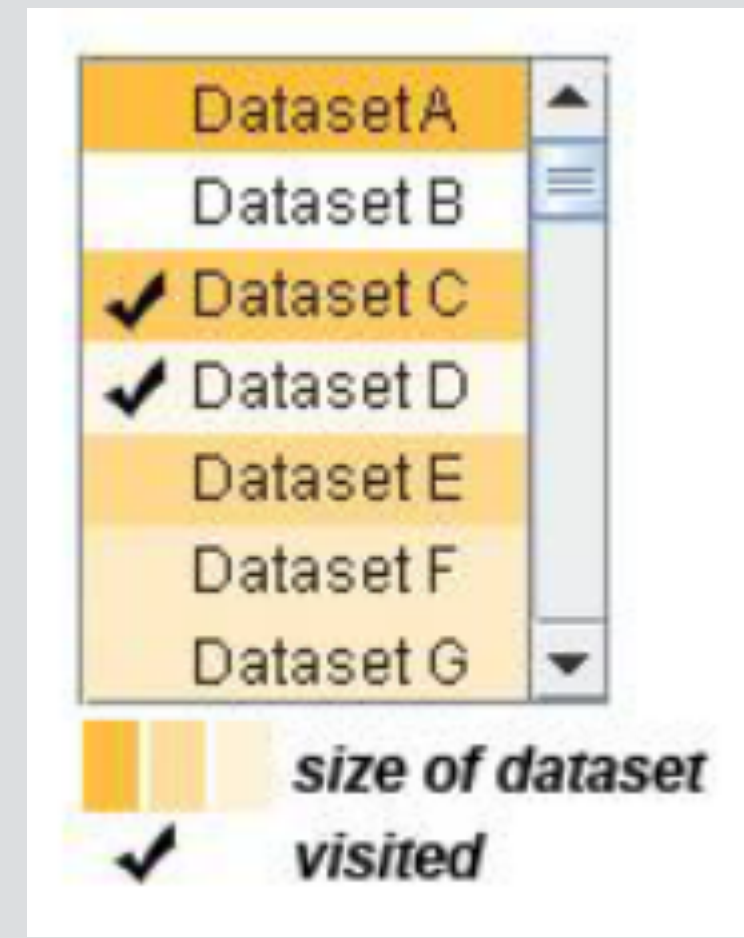 Dataset A
Dataset B
Dataset C
Dataset D
Dataset E
Dataset F
Dataset G
size of dataset
visited